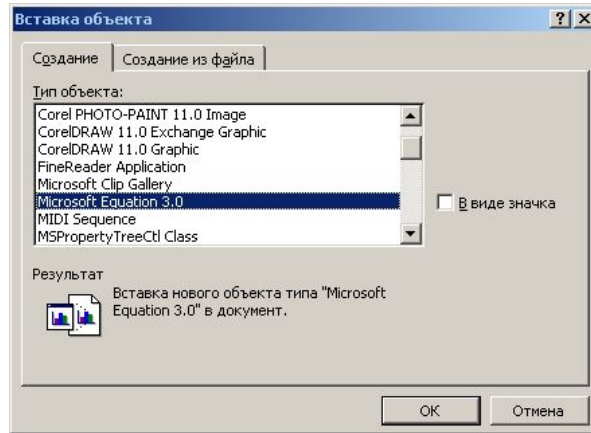 Вставка объекта
Создание
Создание из файла
Тип объекта:
Corel PHOTO-PAINT 11.0 Image
CorelDRAW 11.0 Exchange Graphic
CorelDRAW 11.0 Graphic
FineReader Application
Microsoft Clip Gallery
Microsoft Equation 3.0
MIDI Sequence
MSPropertyTreeCtl Class
В виде значка
Результат
Вставка нового объекта типа "Microsoft
Equation 3.0" в документ.
OK
Отмена